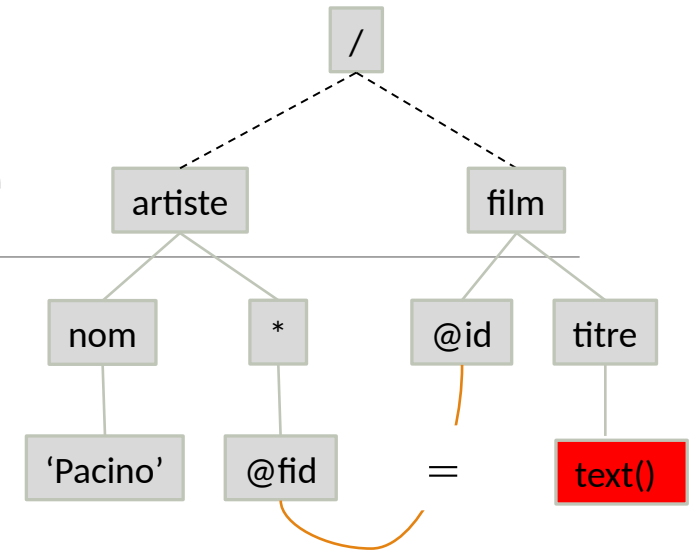 /
artiste film
nom * @id titre
‘Pacino’ @fid = text()